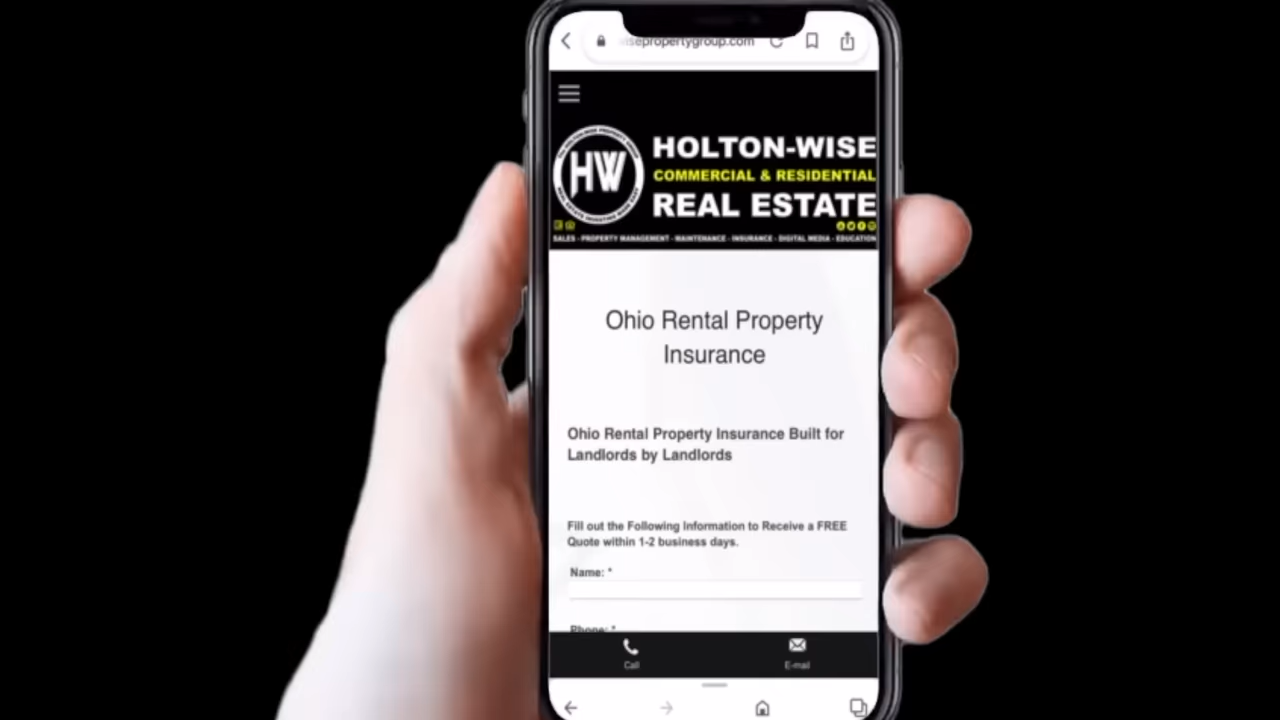 isepropertygroup.com
HW
HOLTON-WISE
COMMERCIAL & RESIDENTIAL
REAL ESTATE
SALES - PROPERTY MANAGEMENT - MAINTENANCE - INSURANCE - DIGITAL MEDIA - EDUCATION
Ohio Rental Property
Insurance
Ohio Rental Property Insurance Built for
Landlords by Landlords
Fill out the Following Information to Receive a FREE
Quote within 1-2 business days.
Name: *
Phone: *
Call
E-mail